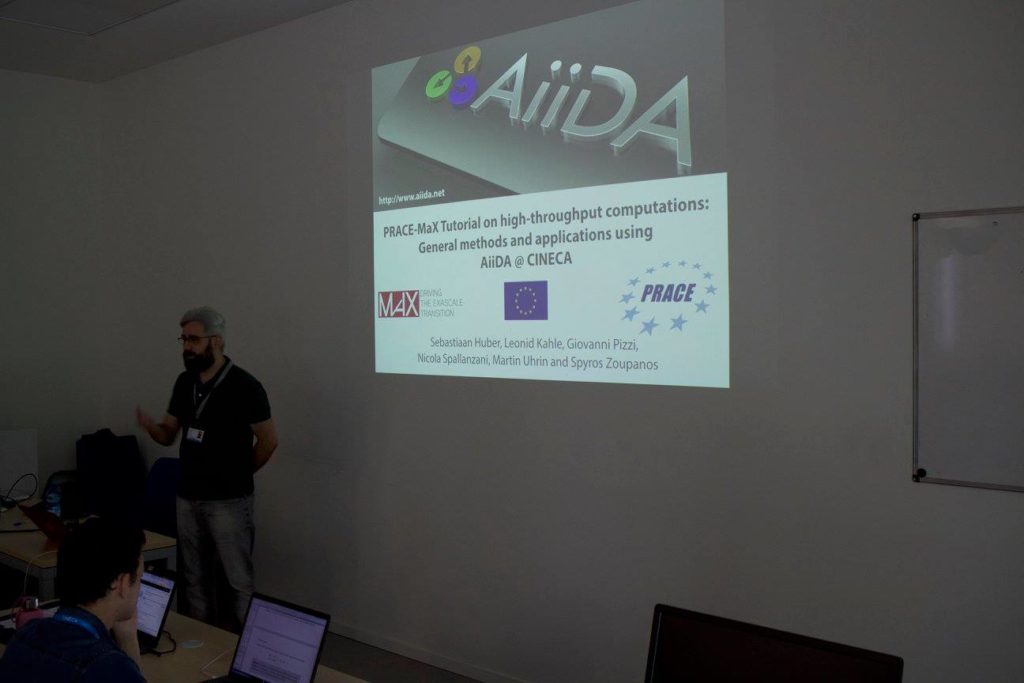 AiiDA
http://www.aiida.net
PRACE-MaX Tutorial on high-throughput computations:
General methods and applications using
AiiDA @ CINECA
MAX
DRIVING
THE EXASCALE
TRANSITION
PRACE
Sebastiaan Huber, Leonid Kahle, Giovanni Pizzi,
Nicola Spallanzani, Martin Uhrin and Spyros Zoupanos